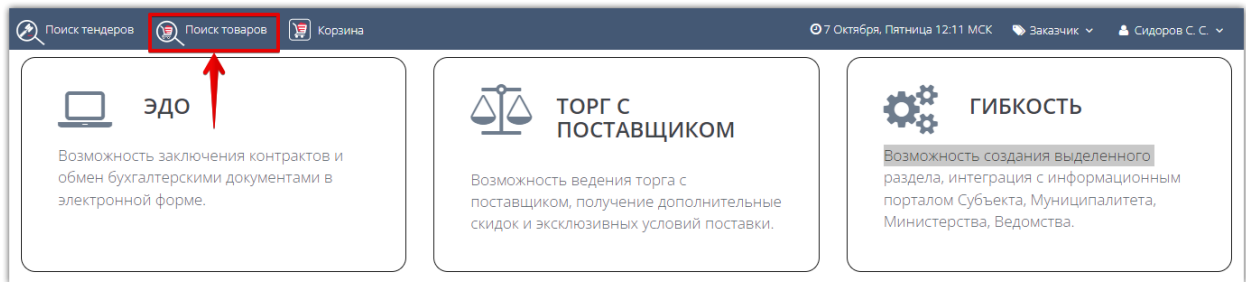 Поиск тендеров Поиск товаров Корзина 7 Октября, Пятница 12:11 МСК Заказчик Сидоров С. С.
ЭДО
Возможность заключения контрактов и
обмен бухгалтерскими документами в
электронной форме.
ТОРГ С
ПОСТАВЩИКОМ
Возможность ведения торга с
поставщиком, получение дополнительные
скидок и эксклюзивных условий поставки.
ГИБКОСТЬ
Возможность создания выделенного
раздела, интеграция с информационным
порталом Субъекта, Муниципалитета,
Министерства, Ведомства.